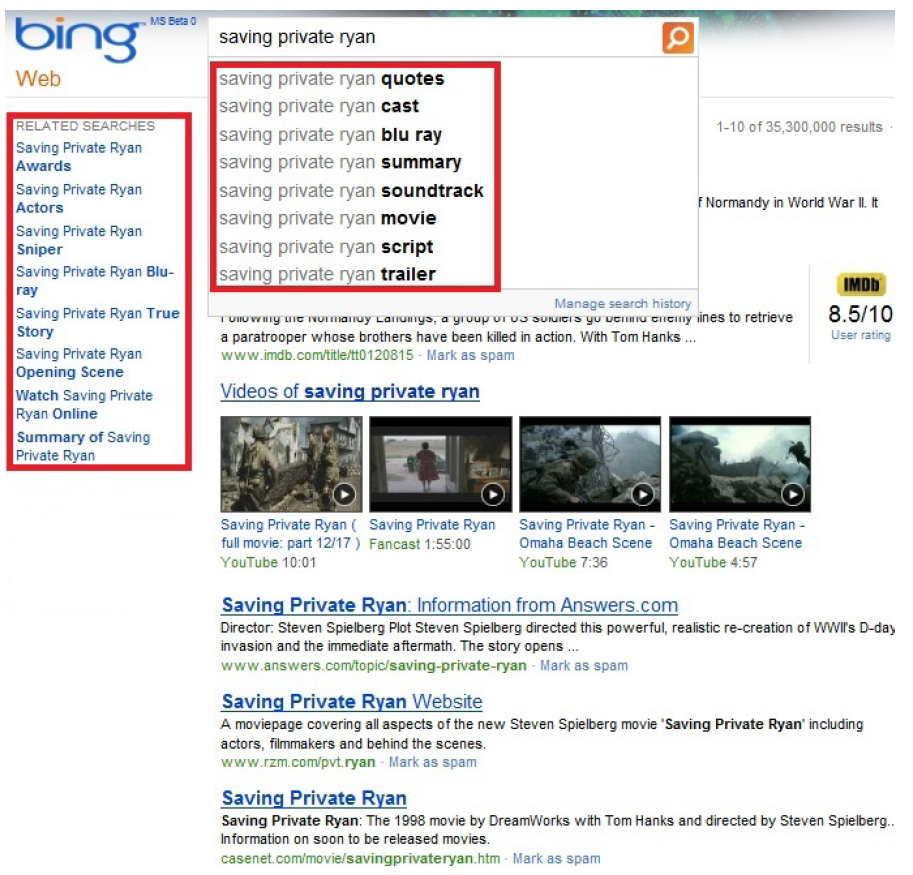 bing
MS Beta 0
saving private ryan
Web
saving private ryan quotes
saving private ryan cast
saving private ryan blu ray
saving private ryan summary
saving private ryan soundtrack
saving private ryan movie
saving private ryan script
saving private ryan trailer
Manage search history
RELATED SEARCHES
Saving Private Ryan
Awards
Saving Private Ryan
Actors
Saving Private Ryan
Sniper
Saving Private Ryan Blu-
ray
Saving Private Ryan True
Story
Saving Private Ryan
Opening Scene
Watch Saving Private
Ryan Online
Summary of Saving
Private Ryan
1-10 of 35,300,000 results ·
f Normandy in World War II. It
Following the Normandy Landings, a group of US soldiers go behind enemy lines to retrieve
a paratrooper whose brothers have been killed in action. With Tom Hanks ...
www.imdb.com/title/tt0120815 · Mark as spam
IMDb
8.5/10
User rating
Videos of saving private ryan
Saving Private Ryan (
full movie: part 12/17 )
YouTube 10:01
Saving Private Ryan
Fancast 1:55:00
Saving Private Ryan -
Omaha Beach Scene
YouTube 7:36
Saving Private Ryan -
Omaha Beach Scene
YouTube 4:57
Saving Private Ryan: Information from Answers.com
Director: Steven Spielberg Plot Steven Spielberg directed this powerful, realistic re-creation of WWII's D-day
invasion and the immediate aftermath. The story opens ...
www.answers.com/topic/saving-private-ryan · Mark as spam
Saving Private Ryan Website
A moviepage covering all aspects of the new Steven Spielberg movie 'Saving Private Ryan' including
actors, filmmakers and behind the scenes.
www.rzm.com/pvt.ryan · Mark as spam
Saving Private Ryan
Saving Private Ryan: The 1998 movie by DreamWorks with Tom Hanks and directed by Steven Spielberg..
Information on soon to be released movies.
casenet.com/movie/savingprivateryan.htm · Mark as spam